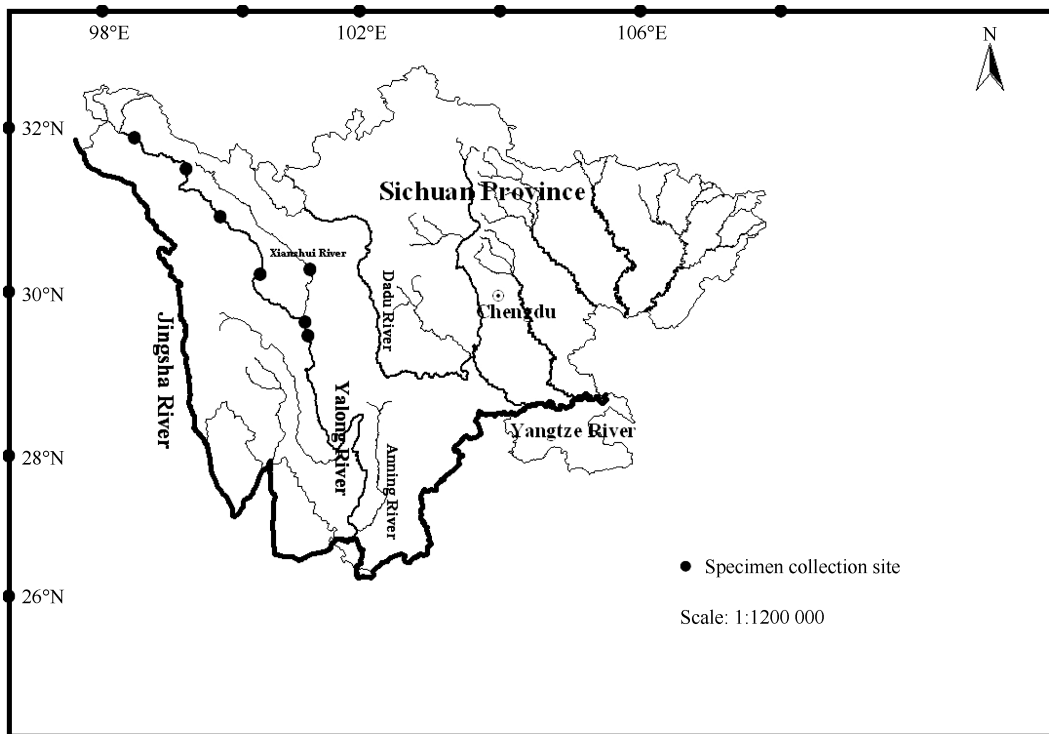 98°E
102°E
106°E
N
32°N
Sichuan Province
Xianshui River
30°N
Dadu River
Chengdu
Jingsha River
Yalong River
Yangtze River
28°N
Anning River
Specimen collection site
26°N
Scale: 1:1200 000